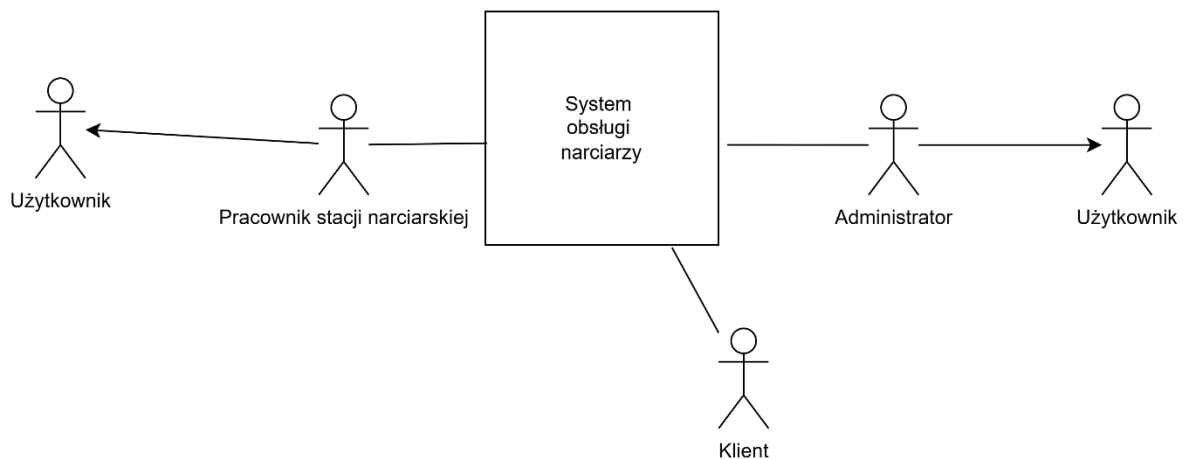 System
obsługi
narciarzy
Użytkownik
Pracownik stacji narciarskiej
Administrator
Użytkownik
Klient